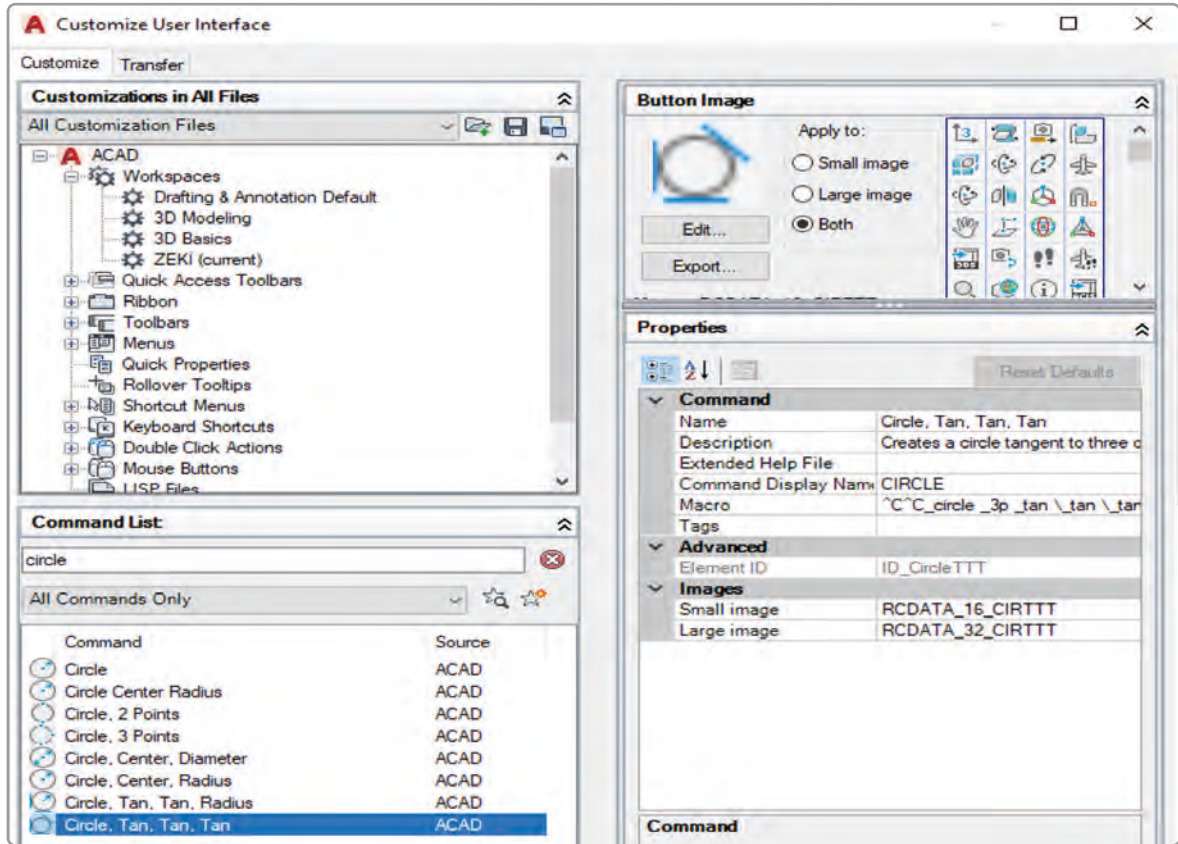 Customize User Interface
Customize Transfer
Customizations in All Files
All Customization Files
ACAD
Workspaces
Drafting & Annotation Default
3D Modeling
3D Basics
ZEKİ (current)
Quick Access Toolbars
Ribbon
Toolbars
Menus
Quick Properties
Rollover Tooltips
Shortcut Menus
Keyboard Shortcuts
Double Click Actions
Mouse Buttons
LISP Files
Command List:
circle
All Commands Only
Command Source
Circle ACAD
Circle Center Radius ACAD
Circle, 2 Points ACAD
Circle, 3 Points ACAD
Circle, Center, Diameter ACAD
Circle, Center, Radius ACAD
Circle, Tan, Tan, Radius ACAD
Circle, Tan, Tan, Tan ACAD
Button Image
Apply to:
Small image
Large image
Both
Edit...
Export...
Properties
Reset Defaults
Command
Name Circle, Tan, Tan, Tan
Description Creates a circle tangent to three
Extended Help File
Command Display Nam CIRCLE
Macro ^C^C_circle _3p _tan \_tan \_tan
Tags
Advanced
Element ID ID_CircleTTT
Images
Small image RCDATA_16_CIRTTT
Large image RCDATA_32_CIRTTT
Command